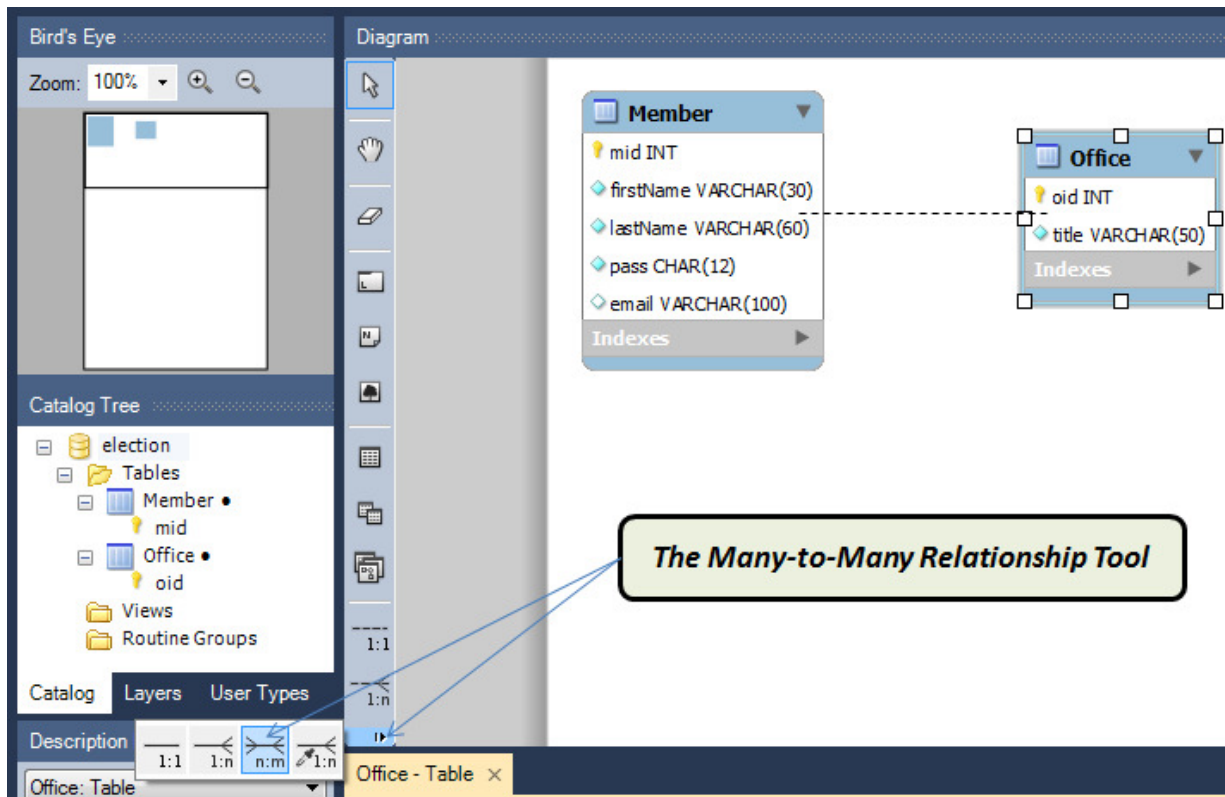 Bird's Eye
Zoom: 100%
Catalog Tree
election
Tables
Member
mid
Office
oid
Views
Routine Groups
Catalog Layers User Types
Description
1:1 1:n n:m 1:n
Office: Table
Diagram
L
N
1:1
1:n
Member
mid INT
firstName VARCHAR(30)
lastName VARCHAR(60)
pass CHAR(12)
email VARCHAR(100)
Indexes
Office
oid INT
title VARCHAR(50)
Indexes
The Many-to-Many Relationship Tool
Office - Table